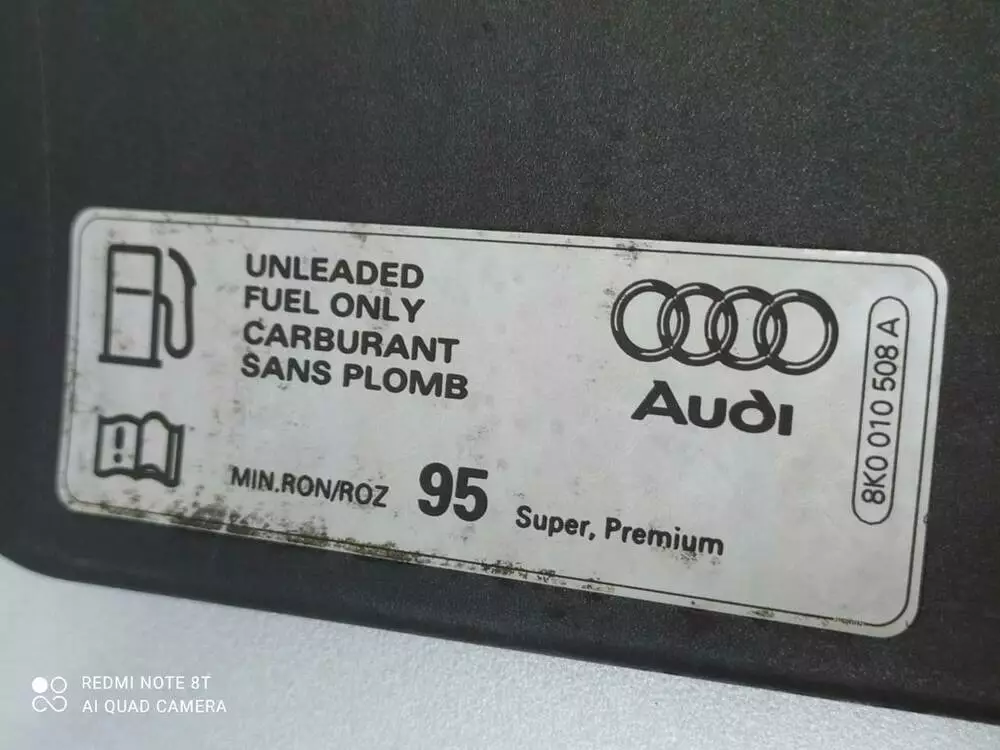 UNLEADED
FUEL ONLY
CARBURANT
SANS PLOMB
MIN.RON/ROZ 95 Super, Premium
Audi
8K0 010 508 A
REDMI NOTE 8T
AI QUAD CAMERA